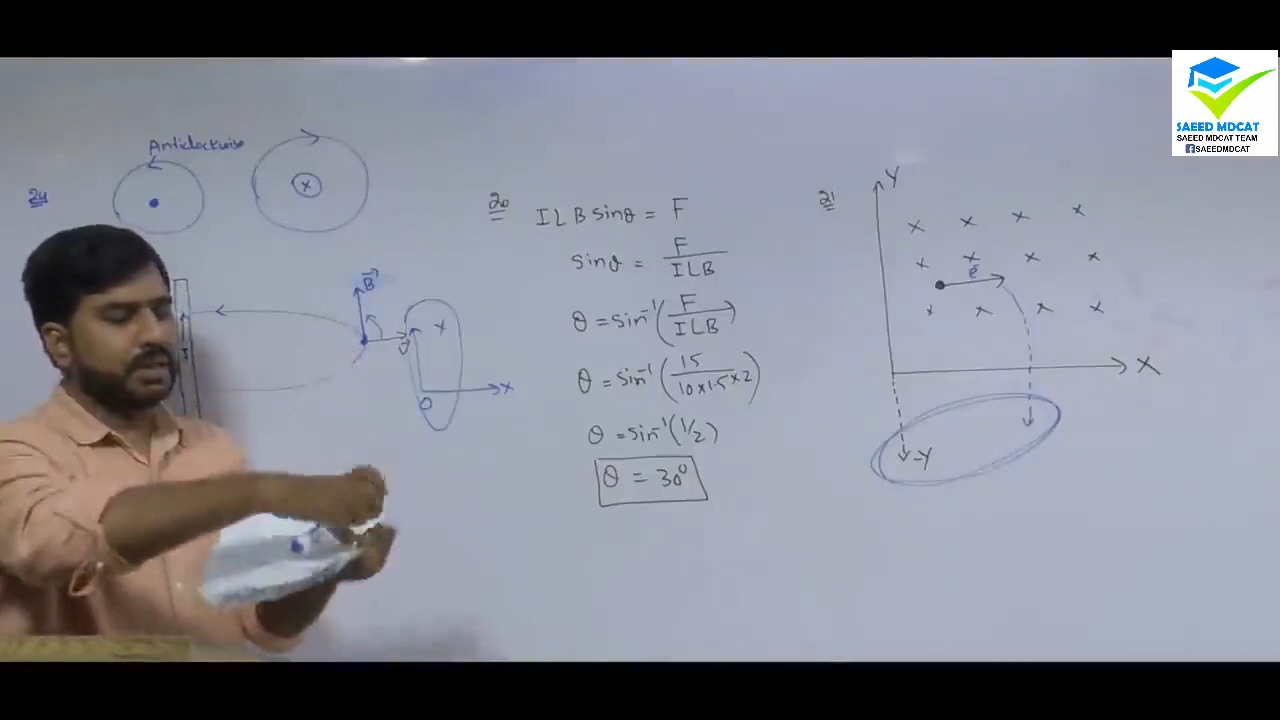 SAEED MDCAT
SAEED MDCAT TEAM
SAEEDMDCAT
24
Anticlockwise
x
I
B
x
O
X
20
ILB sinθ = F
sinθ = F / ILB
θ = sin⁻¹(F / ILB)
θ = sin⁻¹(15 / 10×1.5×2)
θ = sin⁻¹(1/2)
θ = 30°
21
Y
x x x x
x x x x
e
x x x x
X
-Y